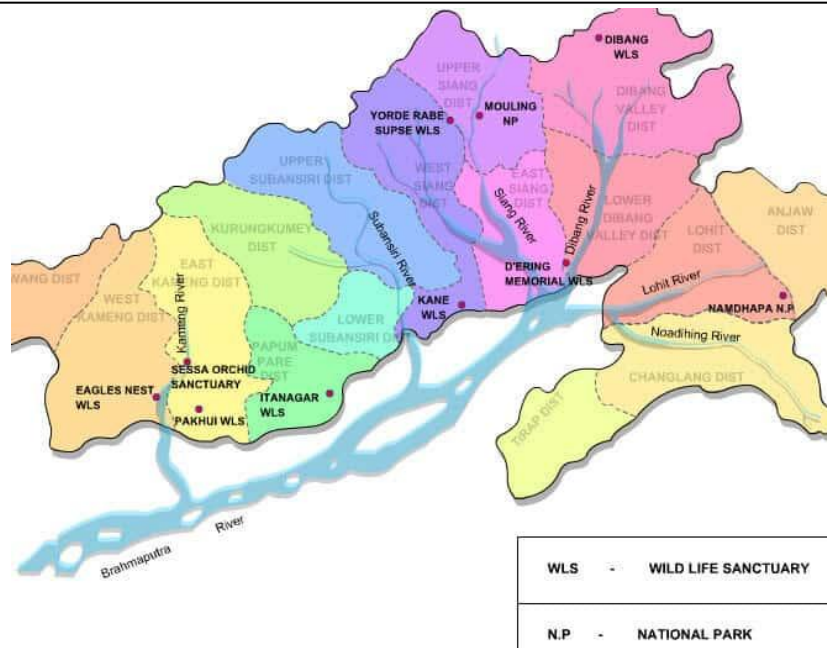 DIBANG
WLS
UPPER
SIANG
DIST
DIBANG
VALLEY
DIST
YORDE RABE
SUPSE WLS
MOULING
NP
UPPER
SUBANSIRI DIST
WEST
SIANG
DIST
EAST
SIANG
DIST
Siang River
Dibang River
LOWER
DIBANG
VALLEY DIST
LOHIT
DIST
ANJAW
DIST
KURUNGKUMEY
DIST
Subansiri River
WANG DIST
EAST
KAMENG DIST
WEST
KAMENG DIST
Kameng River
D'ERING
MEMORIAL WLS
Lohit River
NAMDHAPA N.P
KANE
WLS
LOWER
SUBANSIRI DIST
Noadihing River
PAPUM
PARE
DIST
SESSA ORCHID
SANCTUARY
CHANGLANG DIST
EAGLES NEST
WLS
ITANAGAR
WLS
PAKHUI WLS
TIRAP DIST
Brahmaputra River
WLS - WILD LIFE SANCTUARY
N.P - NATIONAL PARK